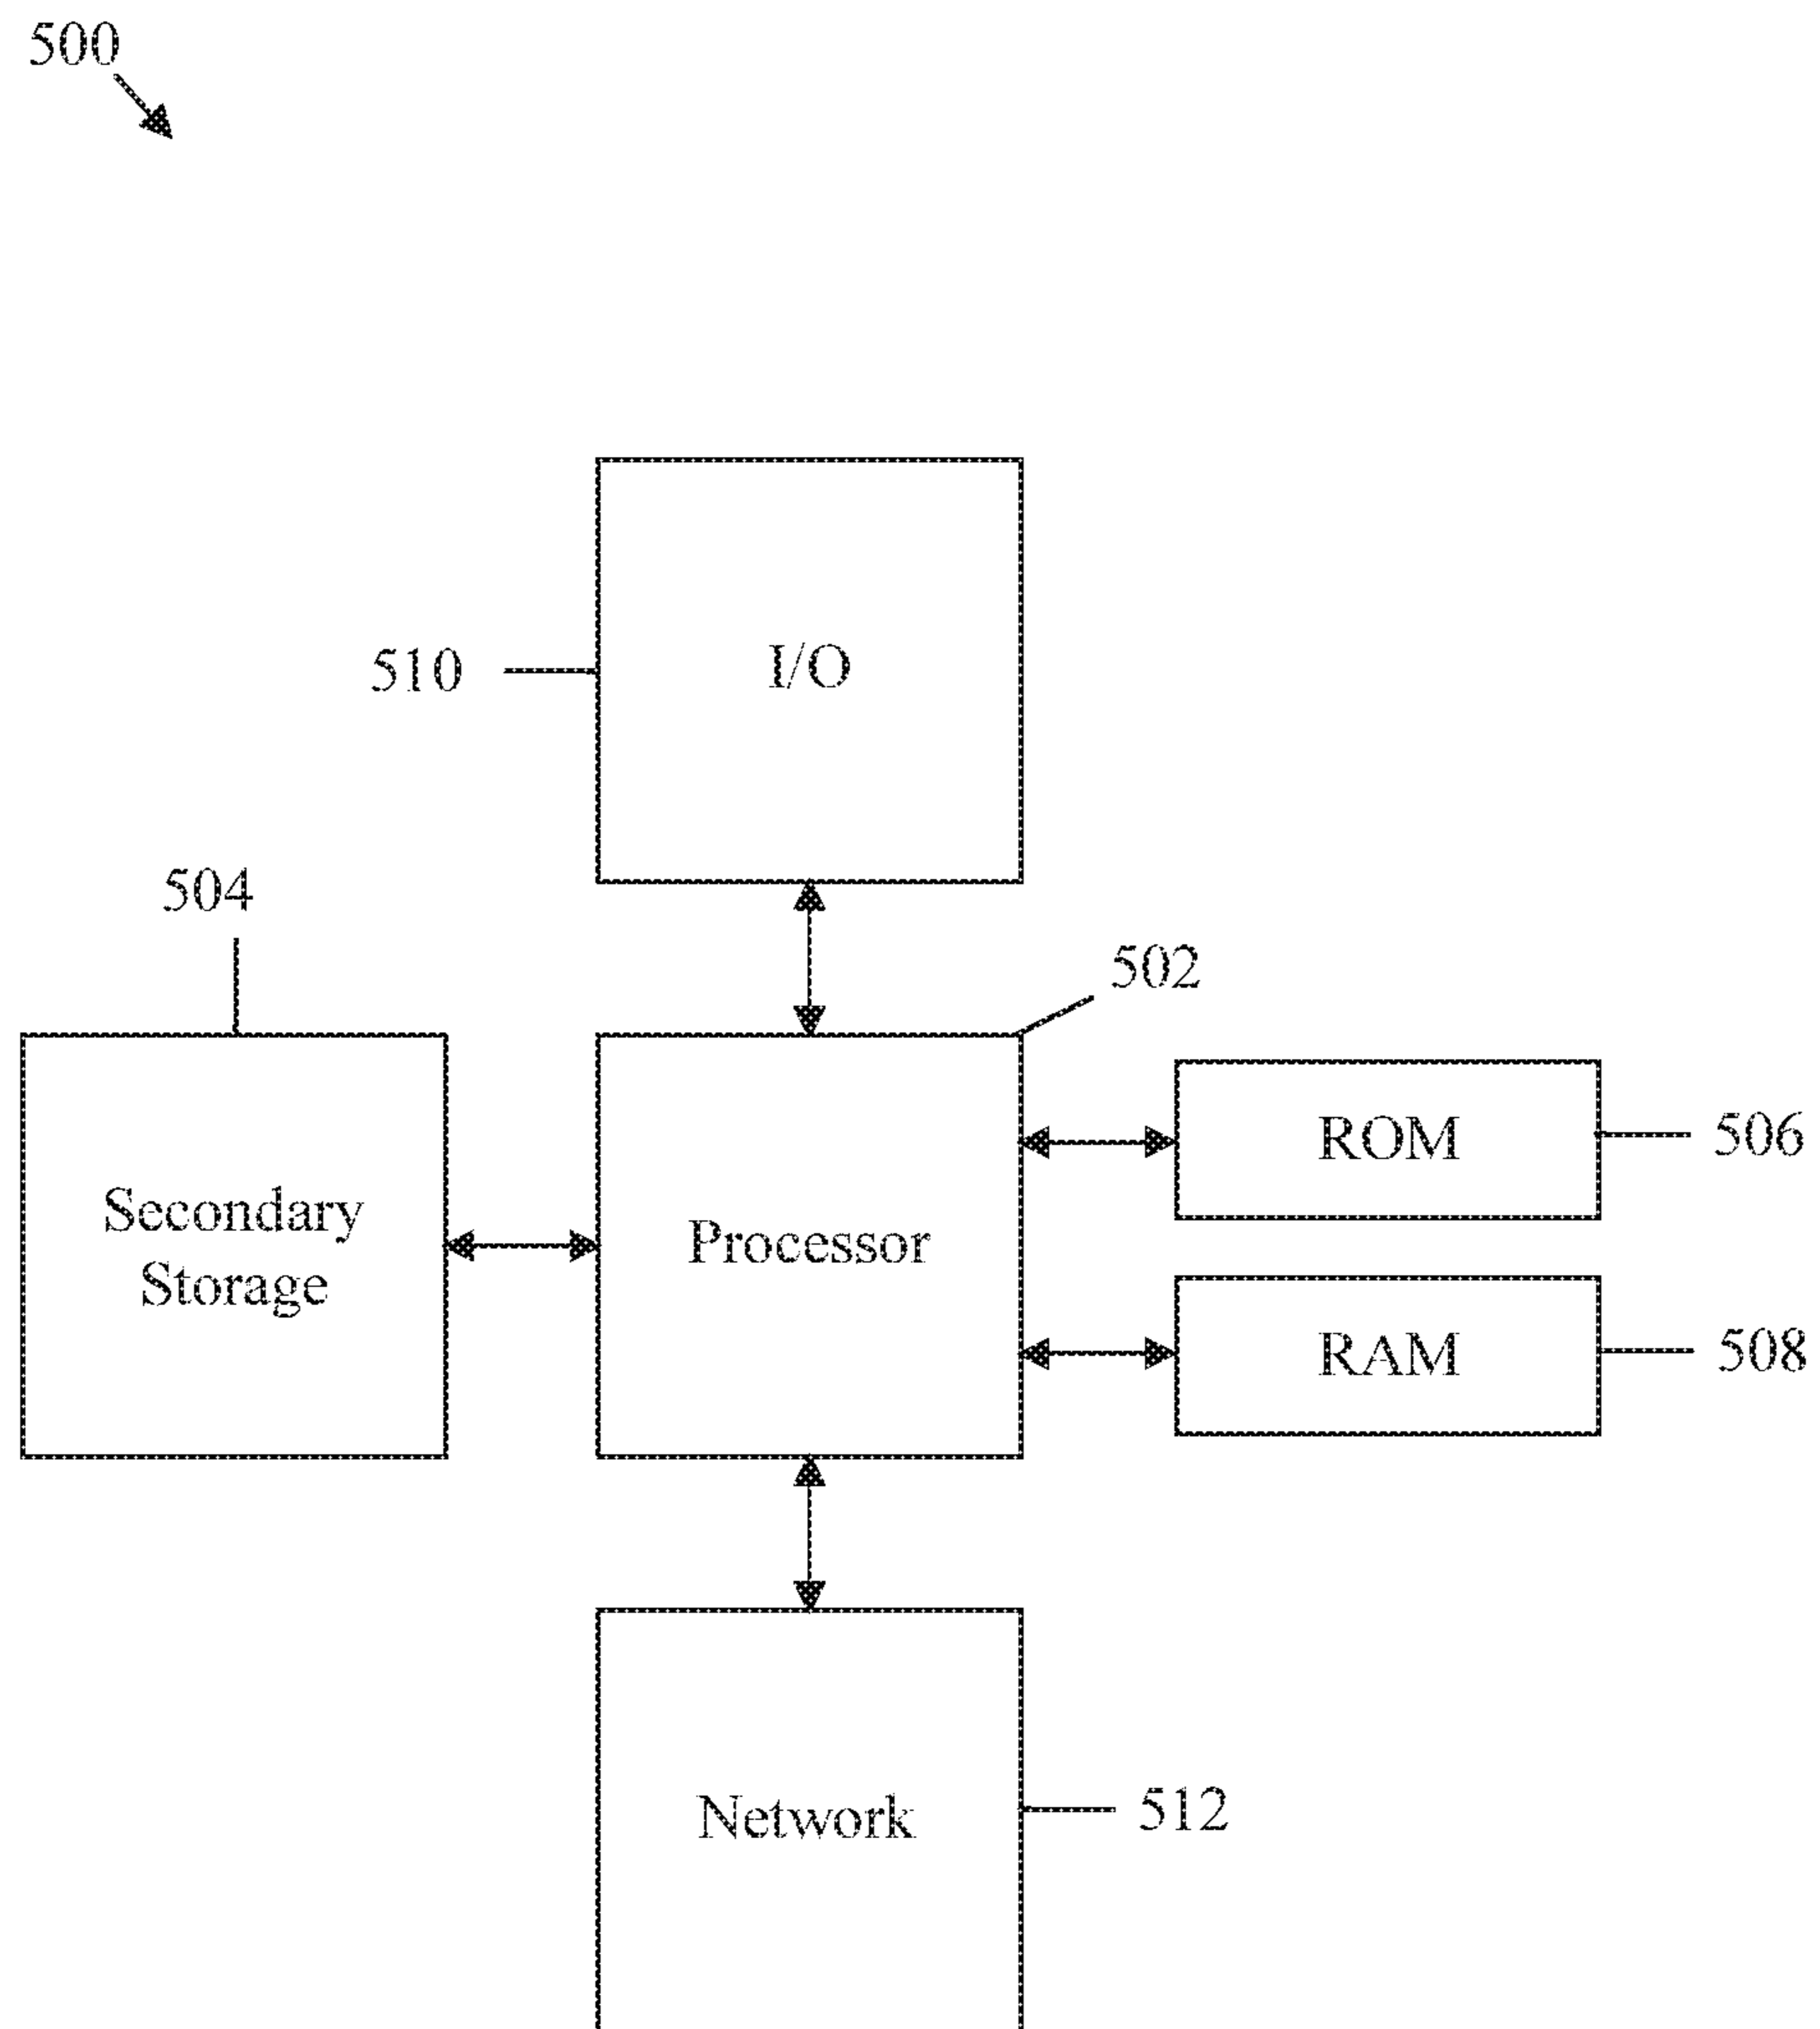 500
I/O
510
504
502
ROM
506
Secondary
Storage
Processor
RAM
508
Network
512